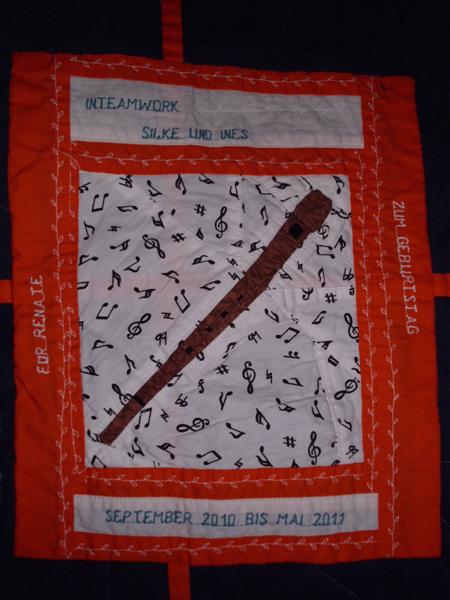 INTEAMWORK
SILKE UND INES
FÜR RENATE
ZUM GEBURTSTAG
SEPTEMBER 2010 BIS MAI 2011